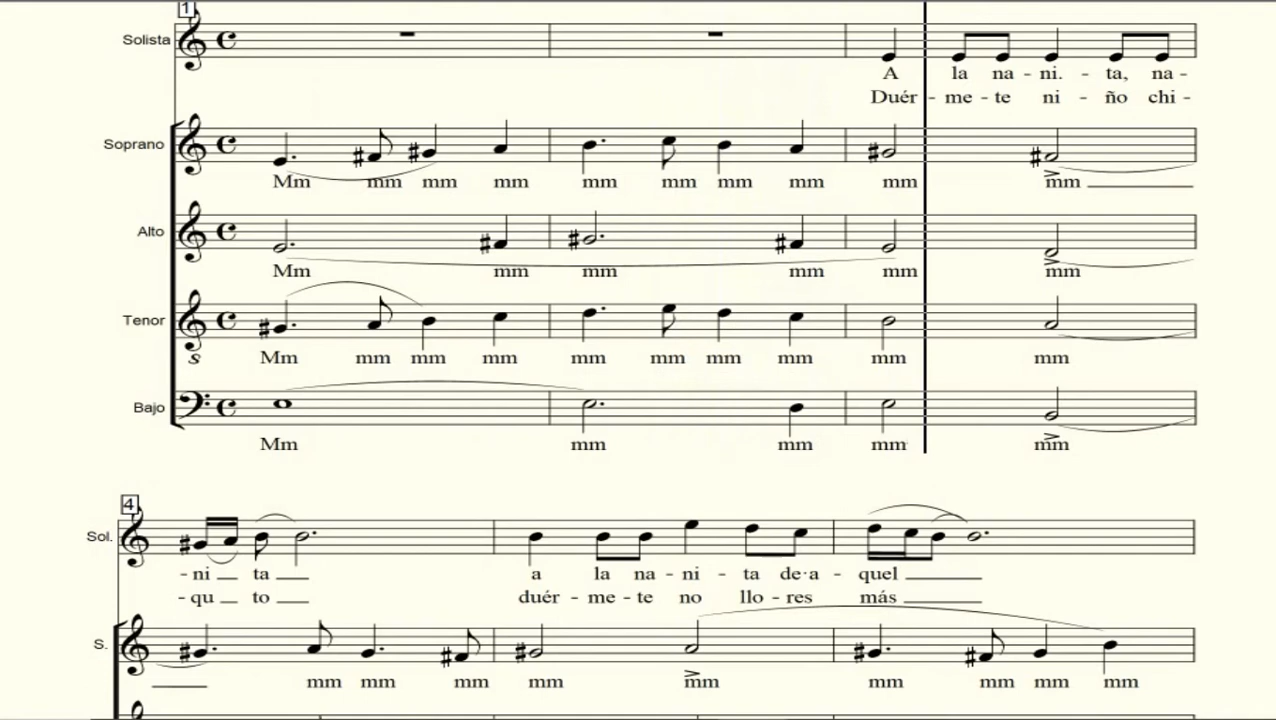 1
Solista
A la na - ni. - ta, na -
Duér - me - te ni - ño chi -
Soprano
Mm mm mm mm mm mm mm mm mm mm
Alto
Mm mm mm mm mm mm
Tenor
8
Mm mm mm mm mm mm mm mm mm mm
Bajo
Mm mm mm mm mm
4
Sol.
- ni ta a la na - ni - ta de·a - quel
- qu to duér - me - te no llo - res más
S.
mm mm mm mm mm mm mm mm mm